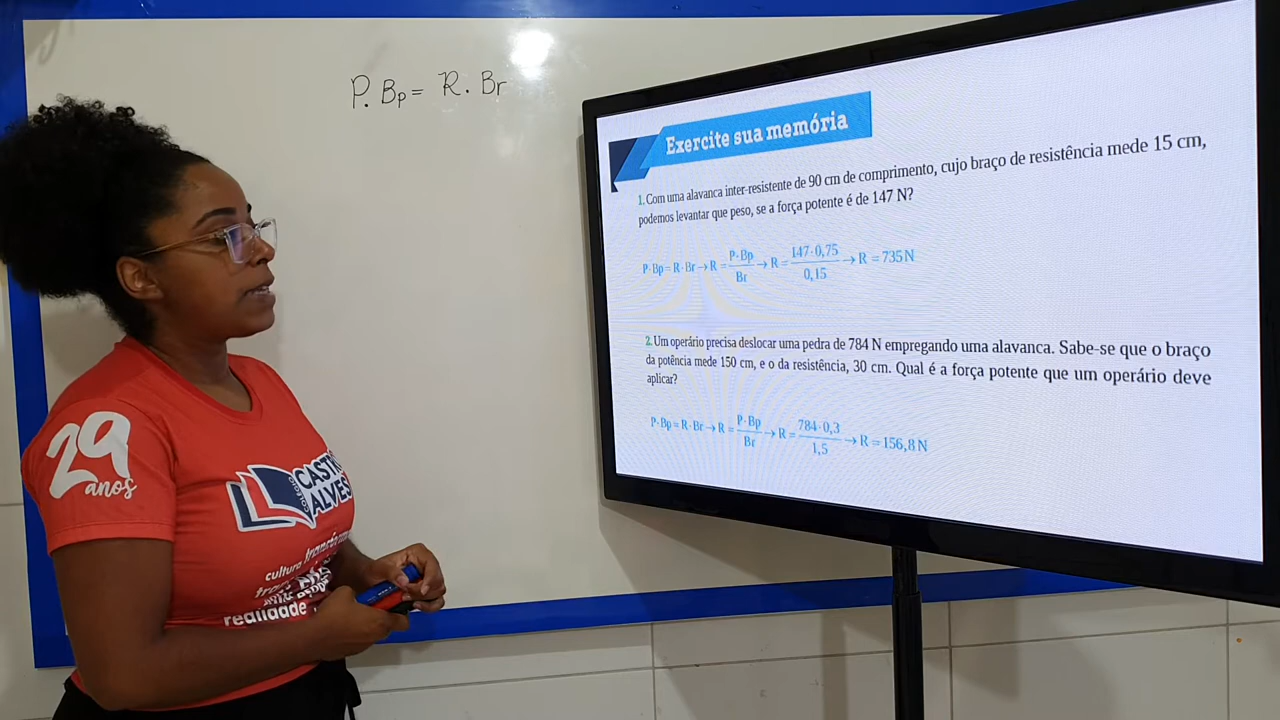 P. Bp = R. Br
Exercite sua memória
1. Com uma alavanca inter-resistente de 90 cm de comprimento, cujo braço de resistência mede 15 cm,
podemos levantar que peso, se a força potente é de 147 N?
P·Bp = R·Br → R = P·Bp/Br → R = 147·0,75/0,15 → R = 735 N
2. Um operário precisa deslocar uma pedra de 784 N empregando uma alavanca. Sabe-se que o braço
da potência mede 150 cm, e o da resistência, 30 cm. Qual é a força potente que um operário deve
aplicar?
P·Bp = R·Br → R = P·Bp/Br → R = 784·0,3/1,5 → R = 156,8 N
29
anos
CASTRO
ALVES
cultura
realidade